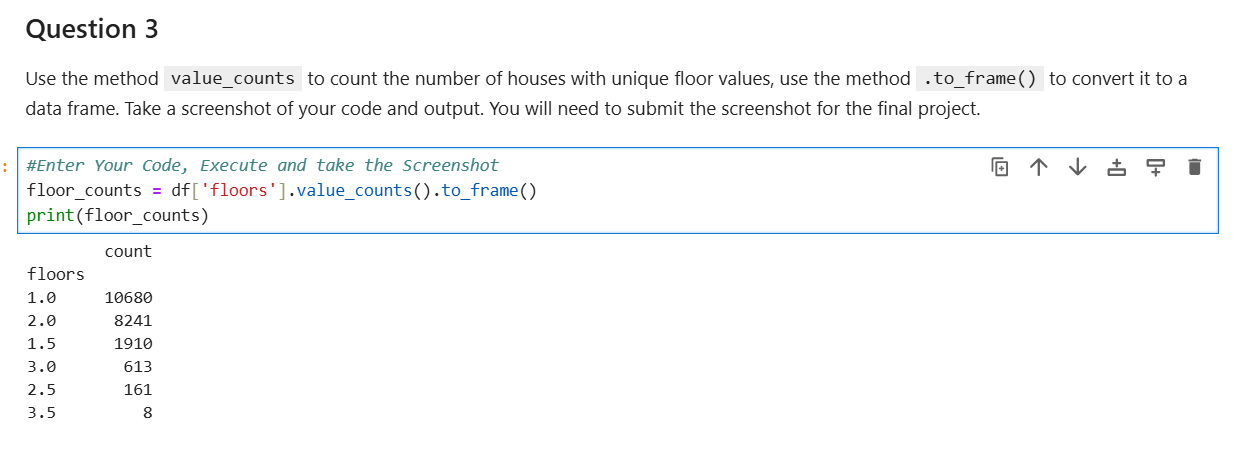 Question 3
Use the method value_counts to count the number of houses with unique floor values, use the method .to_frame() to convert it to a
data frame. Take a screenshot of your code and output. You will need to submit the screenshot for the final project.
:
#Enter Your Code, Execute and take the Screenshot
floor_counts = df['floors'].value_counts().to_frame()
print(floor_counts)
count
floors
1.0 10680
2.0 8241
1.5 1910
3.0 613
2.5 161
3.5 8